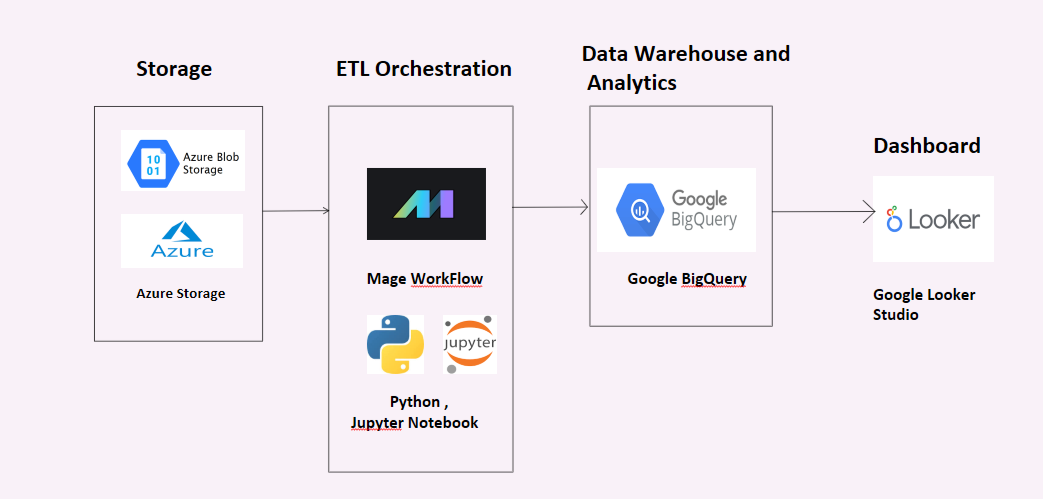 Storage
ETL Orchestration
Data Warehouse and
Analytics
Dashboard
10
01
Azure Blob
Storage
Azure
Azure Storage
Mage WorkFlow
jupyter
Python ,
Jupyter Notebook
Google
BigQuery
Google BigQuery
Looker
Google Looker
Studio